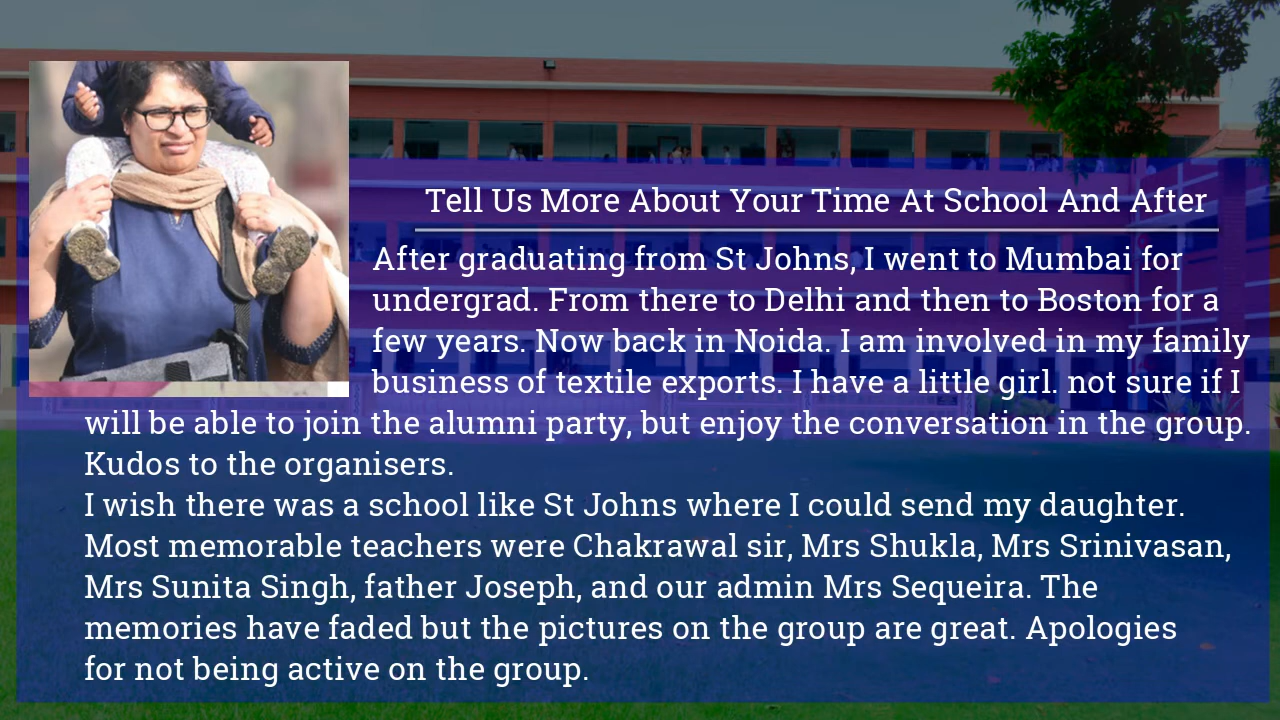 Tell Us More About Your Time At School And After
After graduating from St Johns, I went to Mumbai for
undergrad. From there to Delhi and then to Boston for a
few years. Now back in Noida. I am involved in my family
business of textile exports. I have a little girl. not sure if I
will be able to join the alumni party, but enjoy the conversation in the group.
Kudos to the organisers.
I wish there was a school like St Johns where I could send my daughter.
Most memorable teachers were Chakrawal sir, Mrs Shukla, Mrs Srinivasan,
Mrs Sunita Singh, father Joseph, and our admin Mrs Sequeira. The
memories have faded but the pictures on the group are great. Apologies
for not being active on the group.